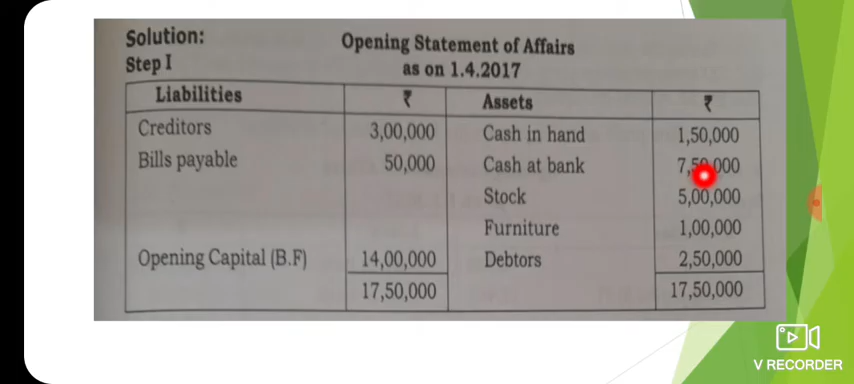 Solution:
Opening Statement of Affairs
Step I
as on 1.4.2017
Liabilities ₹ Assets ₹
Creditors 3,00,000 Cash in hand 1,50,000
Bills payable 50,000 Cash at bank 7,50,000
Stock 5,00,000
Furniture 1,00,000
Opening Capital (B.F) 14,00,000 Debtors 2,50,000
17,50,000 17,50,000
V RECORDER